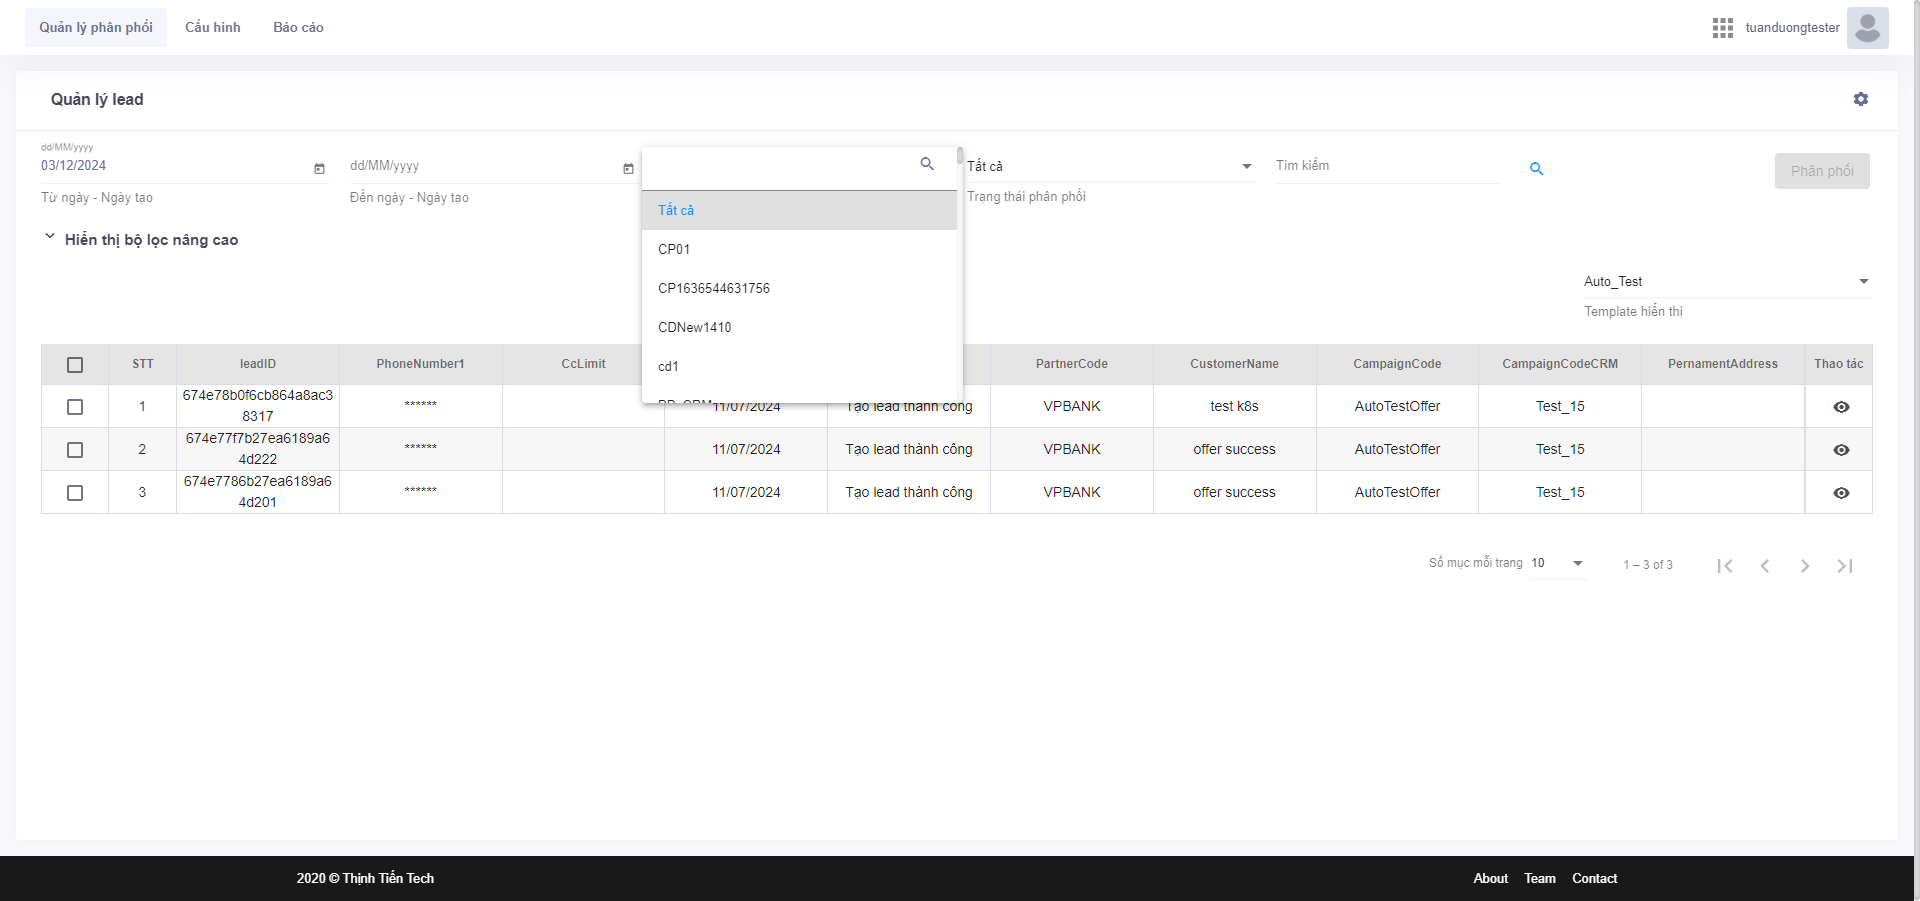 Quản lý phân phối Cấu hình Báo cáo tuanduongtester
Quản lý lead
dd/MM/yyyy
03/12/2024 dd/MM/yyyy Tất cả Tìm kiếm Phân phối
Từ ngày - Ngày tạo Đến ngày - Ngày tạo Trạng thái phân phối
Tất cả
CP01
CP1636544631756
CDNew1410
cd1
Hiển thị bộ lọc nâng cao
Auto_Test
Template hiển thị
STT leadID PhoneNumber1 CcLimit PartnerCode CustomerName CampaignCode CampaignCodeCRM PernamentAddress Thao tác
1 674e78b0f6cb864a8ac3 ****** 11/07/2024 Tạo lead thành công VPBANK test k8s AutoTestOffer Test_15
8317
2 674e77f7b27ea6189a6 ****** 11/07/2024 Tạo lead thành công VPBANK offer success AutoTestOffer Test_15
4d222
3 674e7786b27ea6189a6 ****** 11/07/2024 Tạo lead thành công VPBANK offer success AutoTestOffer Test_15
4d201
Số mục mỗi trang 10 1 – 3 of 3
2020 © Thịnh Tiến Tech About Team Contact